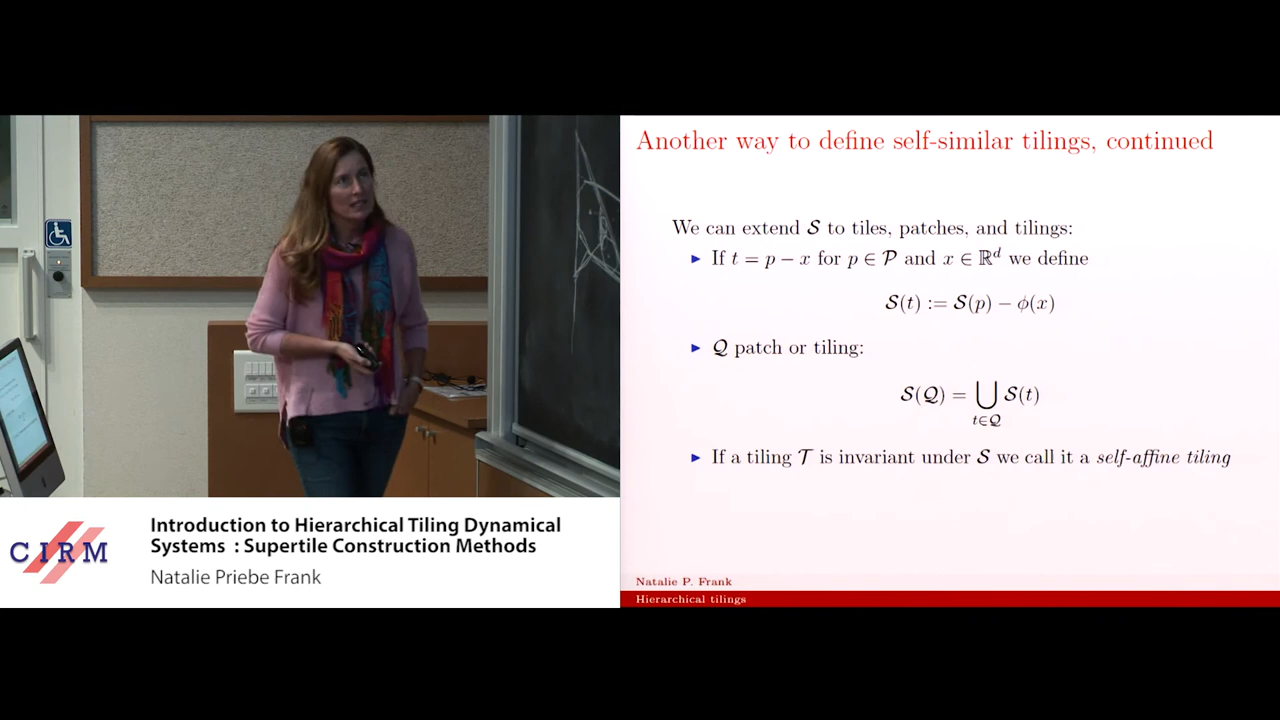 Another way to define self-similar tilings, continued
We can extend 𝒮 to tiles, patches, and tilings:
▶ If t = p − x for p ∈ 𝒫 and x ∈ ℝᵈ we define
𝒮(t) := 𝒮(p) − ϕ(x)
▶ 𝒬 patch or tiling:
𝒮(𝒬) = ⋃ 𝒮(t)
t∈𝒬
▶ If a tiling 𝒯 is invariant under 𝒮 we call it a self-affine tiling
Natalie P. Frank
Hierarchical tilings
CIRM
Introduction to Hierarchical Tiling Dynamical
Systems : Supertile Construction Methods
Natalie Priebe Frank